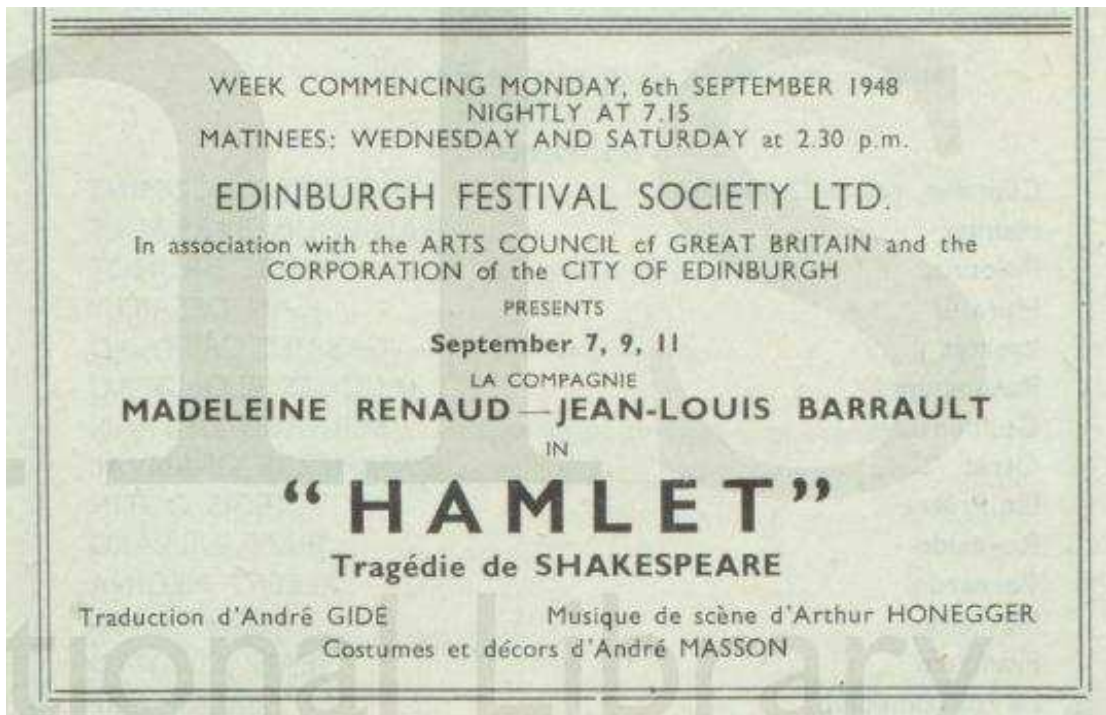 WEEK COMMENCING MONDAY, 6th SEPTEMBER 1948
NIGHTLY AT 7.15
MATINEES: WEDNESDAY AND SATURDAY at 2.30 p.m.
EDINBURGH FESTIVAL SOCIETY LTD.
In association with the ARTS COUNCIL of GREAT BRITAIN and the
CORPORATION of the CITY OF EDINBURGH
PRESENTS
September 7, 9, 11
LA COMPAGNIE
MADELEINE RENAUD—JEAN-LOUIS BARRAULT
IN
“HAMLET”
Tragédie de SHAKESPEARE
Traduction d'André GIDE Musique de scène d'Arthur HONEGGER
Costumes et décors d'André MASSON
tional Library